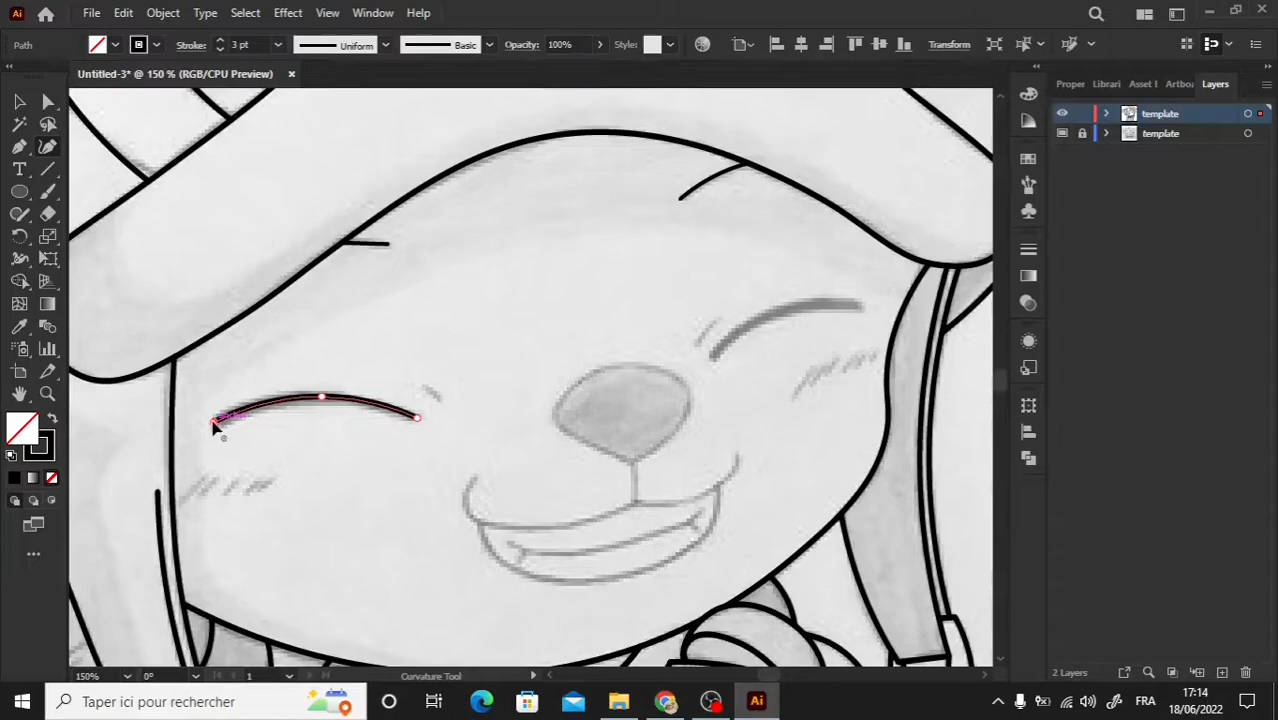 Ai File Edit Object Type Select Effect View Window Help
Path Stroke: 3 pt Uniform Basic Opacity: 100% Style: Transform
Untitled-3* @ 150 % (RGB/CPU Preview)
Proper Librari Asset E Artboa Layers
template
template
150% 0° 1 Curvature Tool 2 Layers
Taper ici pour rechercher Ai FRA 17:14
18/06/2022